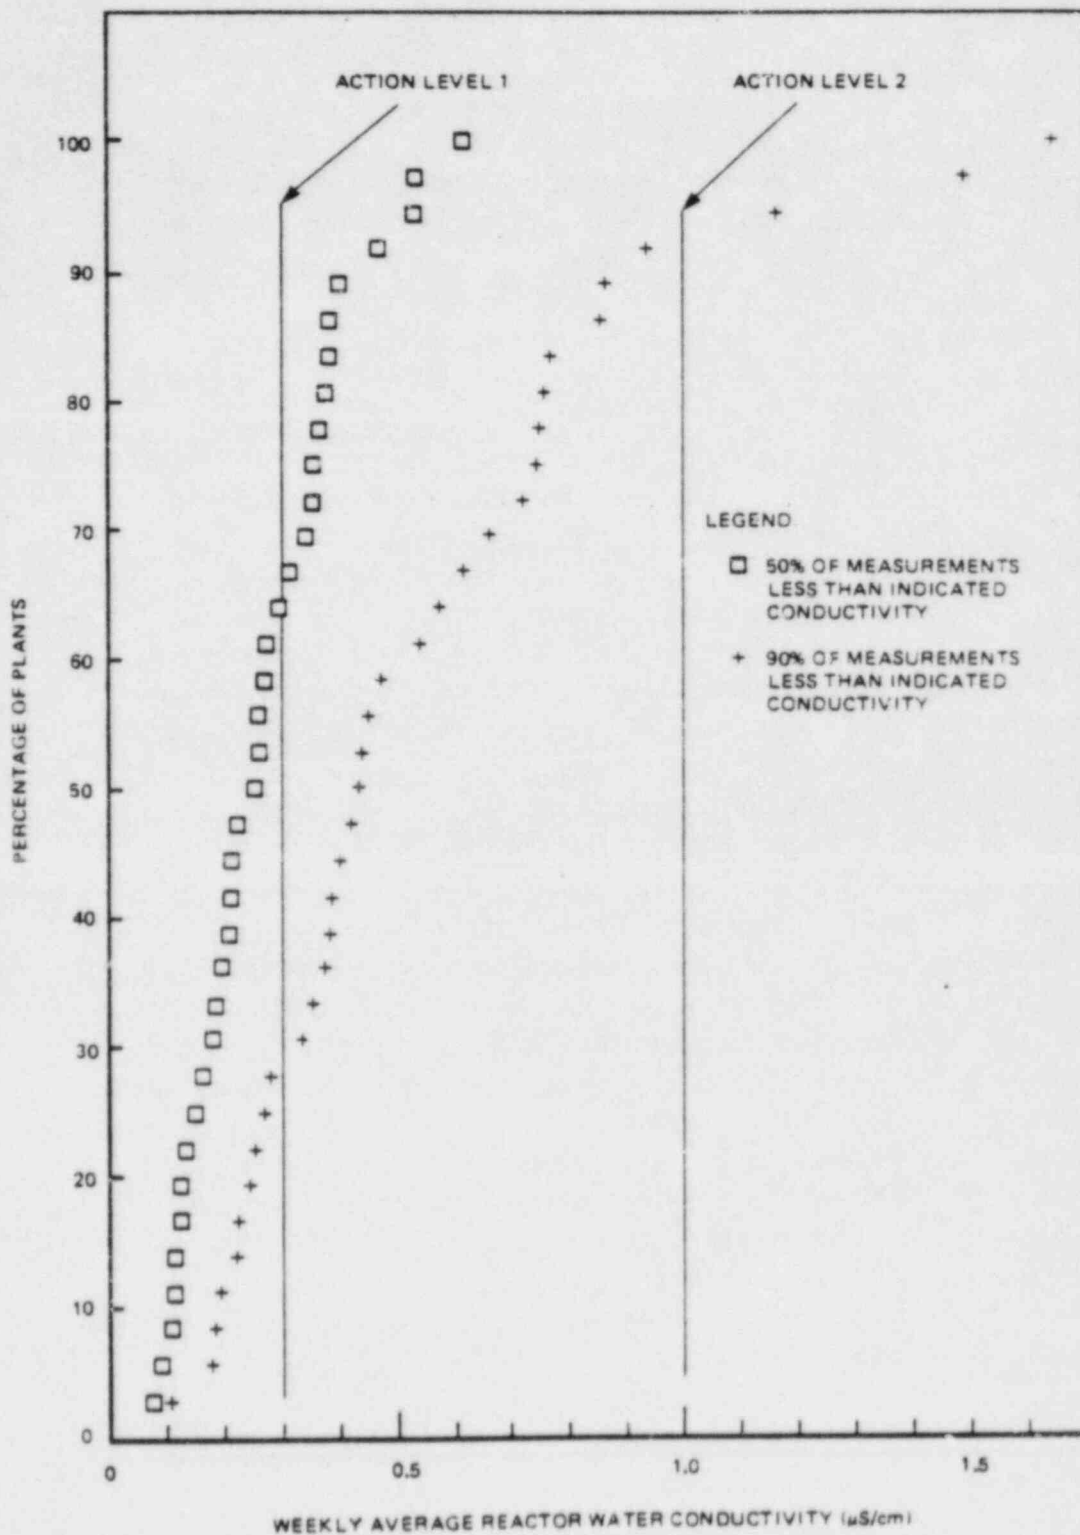 ACTION LEVEL 1
ACTION LEVEL 2
100
90
80
70
60
50
40
30
20
10
0
PERCENTAGE OF PLANTS
LEGEND
50% OF MEASUREMENTS
LESS THAN INDICATED
CONDUCTIVITY
+ 90% OF MEASUREMENTS
LESS THAN INDICATED
CONDUCTIVITY
0
0.5
1.0
1.5
WEEKLY AVERAGE REACTOR WATER CONDUCTIVITY (µS/cm)